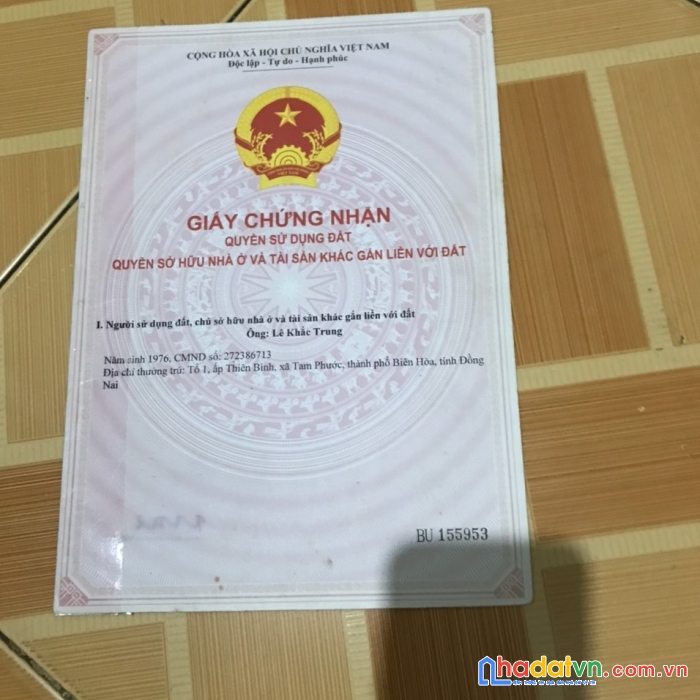 CỘNG HÒA XÃ HỘI CHỦ NGHĨA VIỆT NAM
Độc lập - Tự do - Hạnh phúc
GIẤY CHỨNG NHẬN
QUYỀN SỬ DỤNG ĐẤT
QUYỀN SỞ HỮU NHÀ Ở VÀ TÀI SẢN KHÁC GẮN LIỀN VỚI ĐẤT
I. Người sử dụng đất, chủ sở hữu nhà ở và tài sản khác gắn liền với đất
Ông: Lê Khắc Trung
Năm sinh 1976, CMND số: 272386713
Địa chỉ thường trú: Tổ 1, ấp Thiên Bình, xã Tam Phước, thành phố Biên Hòa, tỉnh Đồng
Nai
BU 155953
nhadatvn.com.vn